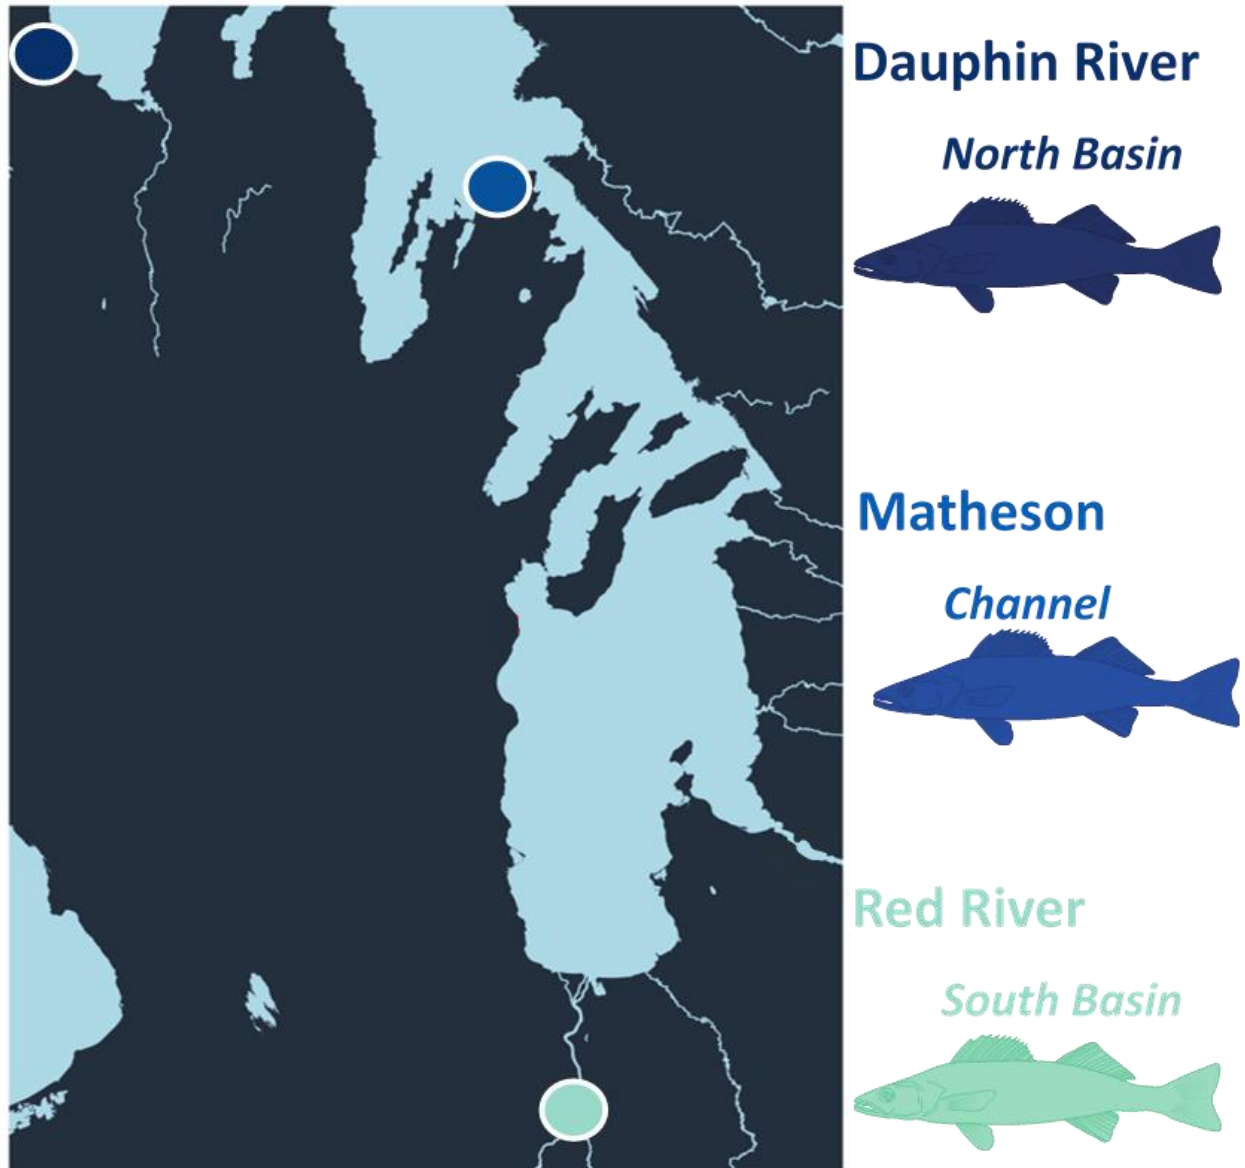 Dauphin River
North Basin
Matheson
Channel
Red River
South Basin